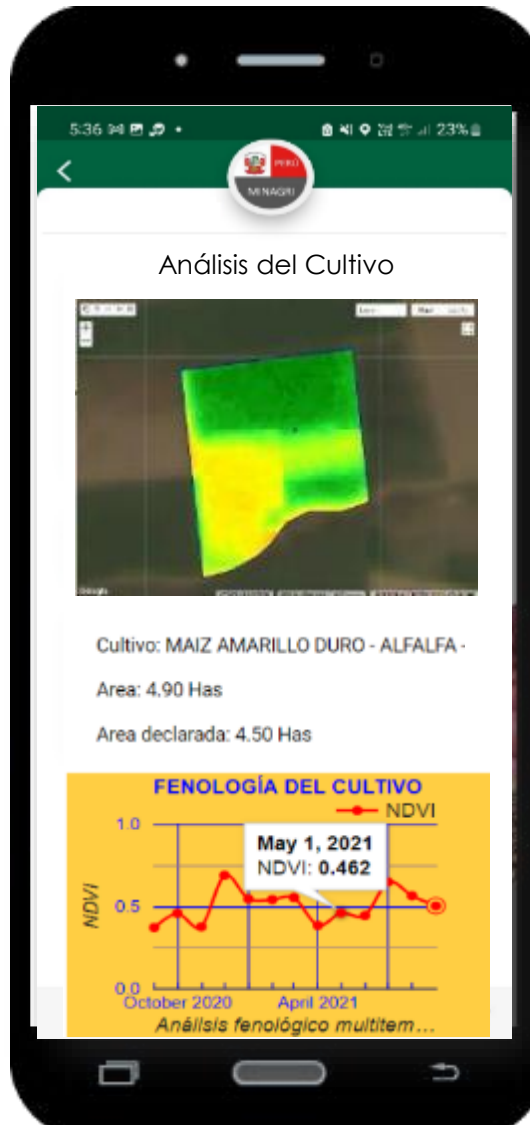 5:36
23%
PERÚ
MINAGRI
Análisis del Cultivo
Google
Cultivo: MAIZ AMARILLO DURO - ALFALFA -
Area: 4.90 Has
Area declarada: 4.50 Has
FENOLOGÍA DEL CULTIVO
NDVI
May 1, 2021
NDVI: 0.462
1.0
0.5
0.0
NDVI
October 2020
April 2021
Análisis fenológico multitem…